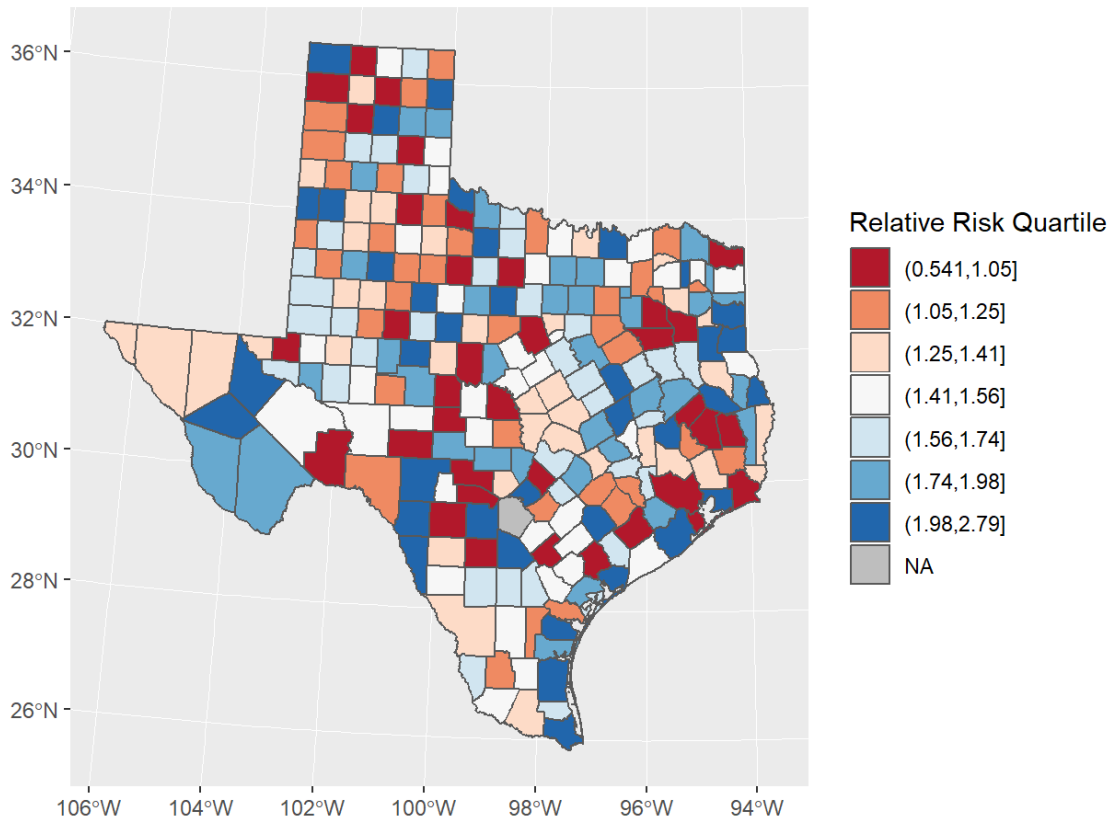 36°N
34°N
32°N
30°N
28°N
26°N
106°W
104°W
102°W
100°W
98°W
96°W
94°W
Relative Risk Quartile
(0.541,1.05]
(1.05,1.25]
(1.25,1.41]
(1.41,1.56]
(1.56,1.74]
(1.74,1.98]
(1.98,2.79]
NA